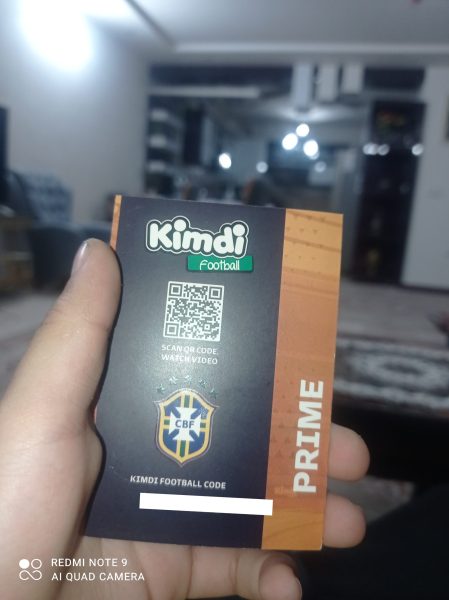 Kimdi
Football
SCAN QR CODE
WATCH VIDEO
CBF
KIMDI FOOTBALL CODE
PRIME
REDMI NOTE 9
AI QUAD CAMERA